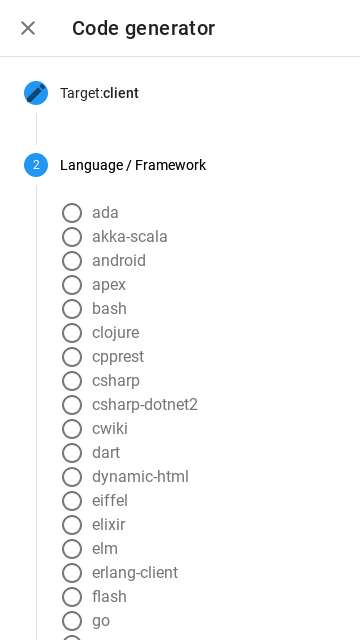 Code generator
Target:client
2 Language / Framework
ada
akka-scala
android
apex
bash
clojure
cpprest
csharp
csharp-dotnet2
cwiki
dart
dynamic-html
eiffel
elixir
elm
erlang-client
flash
go